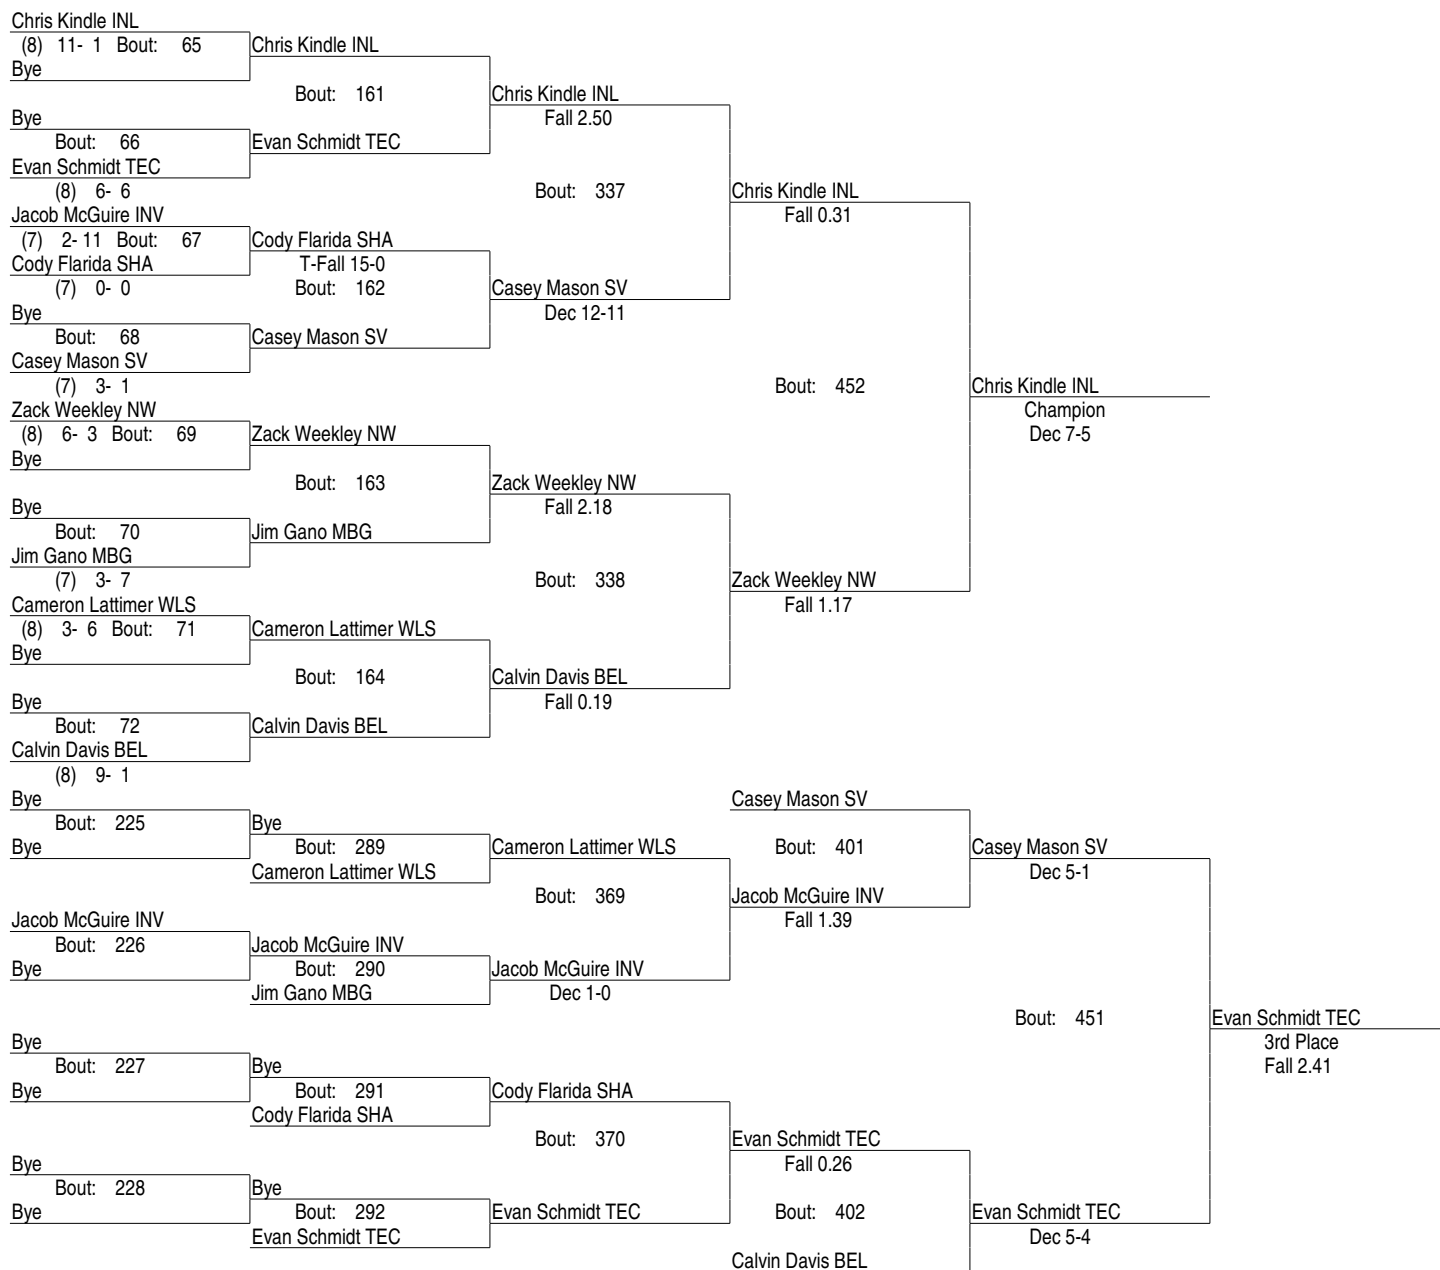 Chris Kindle INL
(8) 11- 1 Bout: 65 Chris Kindle INL
Bye
Bout: 161 Chris Kindle INL
Bye Fall 2.50
Bout: 66 Evan Schmidt TEC
Evan Schmidt TEC
(8) 6- 6 Bout: 337 Chris Kindle INL
Jacob McGuire INV Fall 0.31
(7) 2- 11 Bout: 67 Cody Flarida SHA
Cody Flarida SHA T-Fall 15-0
(7) 0- 0 Bout: 162 Casey Mason SV
Bye Dec 12-11
Bout: 68 Casey Mason SV
Casey Mason SV
(7) 3- 1 Bout: 452 Chris Kindle INL
Zack Weekley NW Champion
(8) 6- 3 Bout: 69 Zack Weekley NW Dec 7-5
Bye
Bout: 163 Zack Weekley NW
Bye Fall 2.18
Bout: 70 Jim Gano MBG
Jim Gano MBG
(7) 3- 7 Bout: 338 Zack Weekley NW
Cameron Lattimer WLS Fall 1.17
(8) 3- 6 Bout: 71 Cameron Lattimer WLS
Bye
Bout: 164 Calvin Davis BEL
Bye Fall 0.19
Bout: 72 Calvin Davis BEL
Calvin Davis BEL
(8) 9- 1
Bye Casey Mason SV
Bout: 225 Bye
Bye Bout: 289 Cameron Lattimer WLS Bout: 401 Casey Mason SV
Cameron Lattimer WLS Dec 5-1
Bout: 369 Jacob McGuire INV
Jacob McGuire INV Fall 1.39
Bout: 226 Jacob McGuire INV
Bye Bout: 290 Jacob McGuire INV
Jim Gano MBG Dec 1-0
Bout: 451 Evan Schmidt TEC
Bye 3rd Place
Bout: 227 Bye Fall 2.41
Bye Bout: 291 Cody Flarida SHA
Cody Flarida SHA
Bout: 370 Evan Schmidt TEC
Bye Fall 0.26
Bout: 228 Bye
Bye Bout: 292 Evan Schmidt TEC Bout: 402 Evan Schmidt TEC
Evan Schmidt TEC Dec 5-4
Calvin Davis BEL